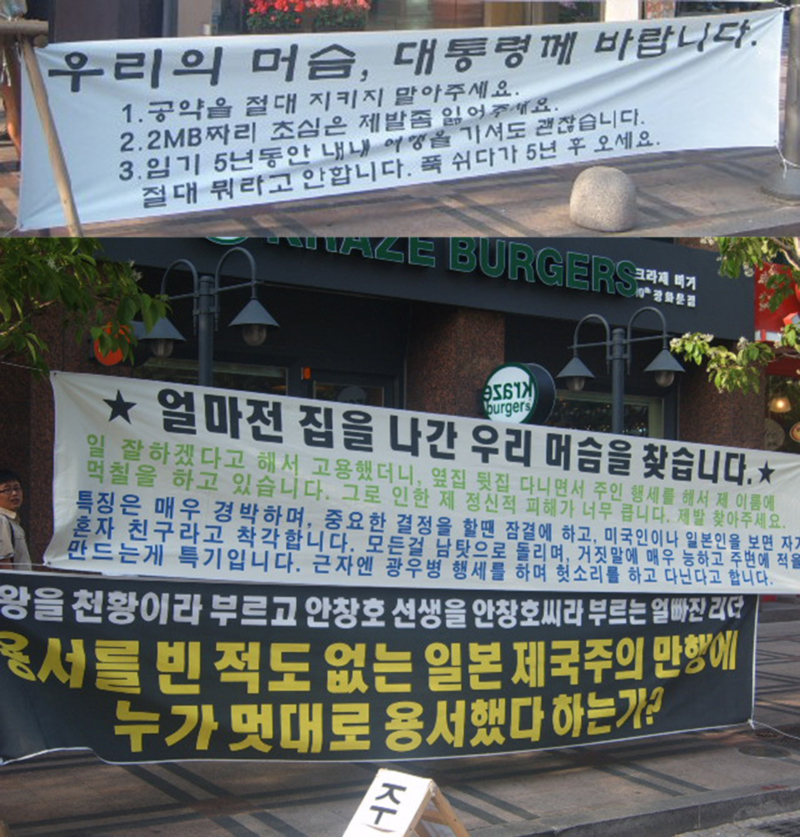 우리의 머슴, 대통령께 바랍니다.
1.공약을 절대 지키지 말아주세요.
2.2MB짜리 초심은 제발좀 잃어주세요.
3.임기 5년동안 내내 여행을 가셔도 괜찮습니다.
절대 뭐라고 안합니다. 푹 쉬다가 5년 후 오세요.
KRAZE BURGERS
크라제 버거
광화문점
kraze
burgers
★ 얼마전 집을 나간 우리 머슴을 찾습니다.★
일 잘하겠다고 해서 고용했더니, 옆집 뒷집 다니면서 주인 행세를 해서 제 이름에
먹칠을 하고 있습니다. 그로 인한 제 정신적 피해가 너무 큽니다. 제발 찾아주세요.
특징은 매우 경박하며, 중요한 결정을 할땐 잠결에 하고, 미국인이나 일본인을 보면 자기
혼자 친구라고 착각합니다. 모든걸 남탓으로 돌리며, 거짓말에 매우 능하고 주변에 적을
만드는게 특기입니다. 근자엔 광우병 행세를 하며 헛소리를 하고 다닌다고 합니다.
왕을 천황이라 부르고 안창호 선생을 안창호씨라 부르는 얼빠진 리더
용서를 빈 적도 없는 일본 제국주의 만행에
누가 멋대로 용서했다 하는가?
주